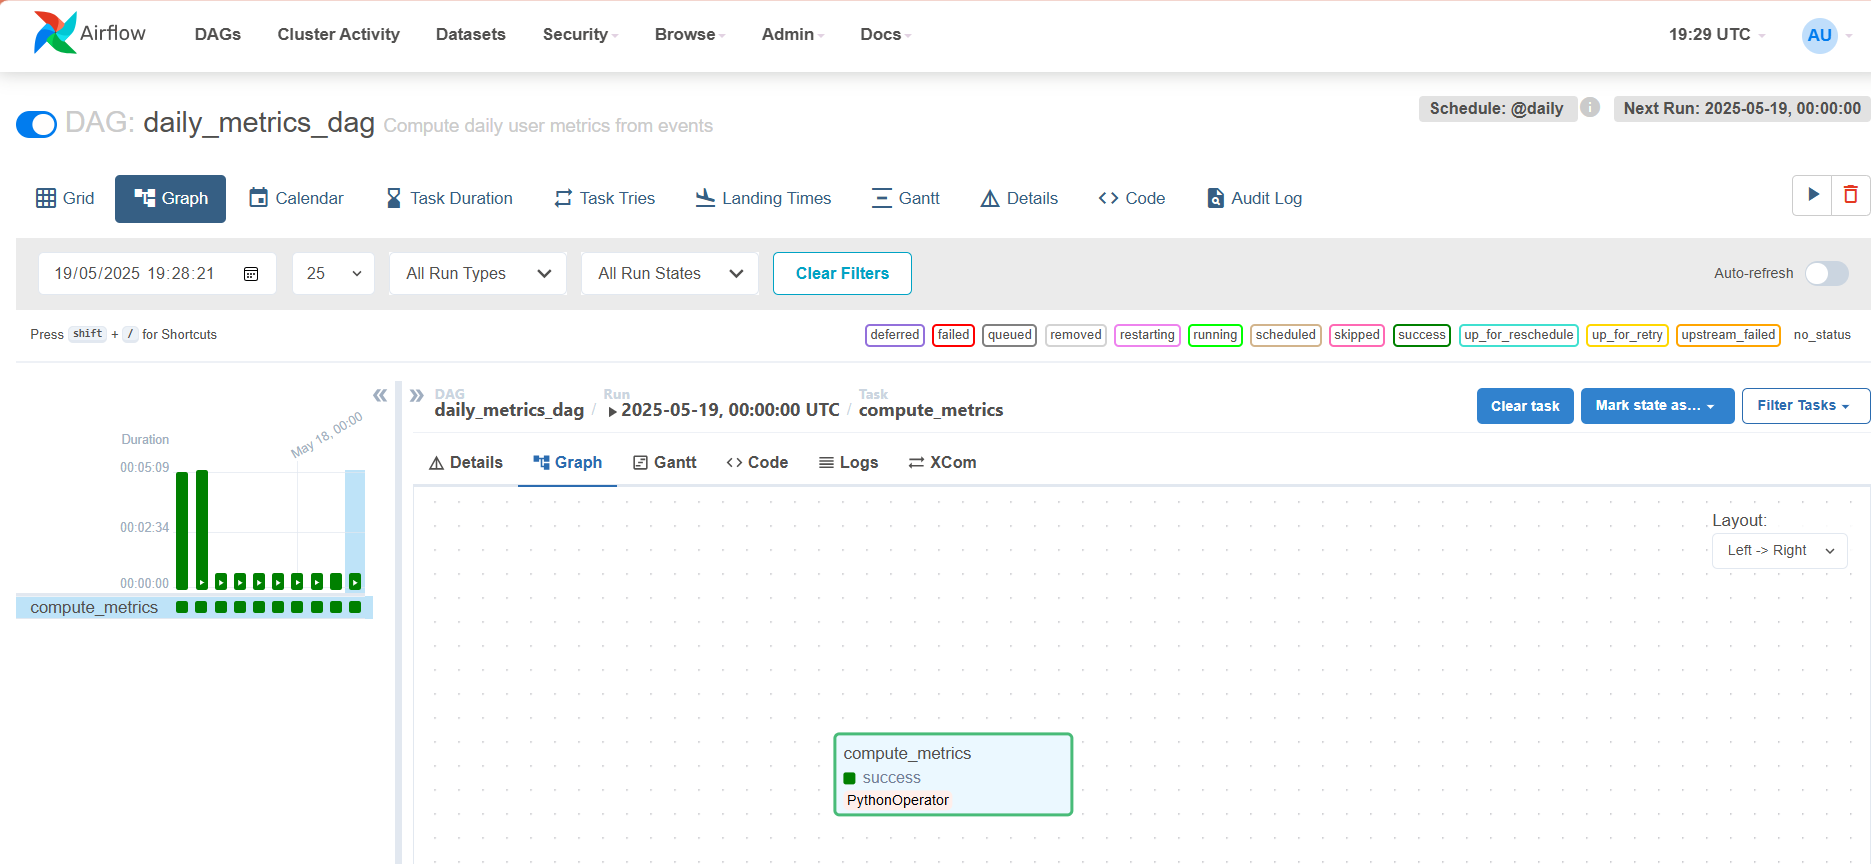 Airflow DAGs Cluster Activity Datasets Security Browse Admin Docs 19:29 UTC AU
DAG: daily_metrics_dag Compute daily user metrics from events Schedule: @daily i Next Run: 2025-05-19, 00:00:00
Grid Graph Calendar Task Duration Task Tries Landing Times Gantt Details Code Audit Log
19/05/2025 19:28:21 25 All Run Types All Run States Clear Filters Auto-refresh
Press shift + / for Shortcuts deferred failed queued removed restarting running scheduled skipped success up_for_reschedule up_for_retry upstream_failed no_status
DAG Run Task
daily_metrics_dag / 2025-05-19, 00:00:00 UTC / compute_metrics Clear task Mark state as... Filter Tasks
Details Graph Gantt Code Logs XCom
May 18, 00:00
Duration
00:05:09
00:02:34
00:00:00
compute_metrics
Layout:
Left -> Right
compute_metrics
success
PythonOperator